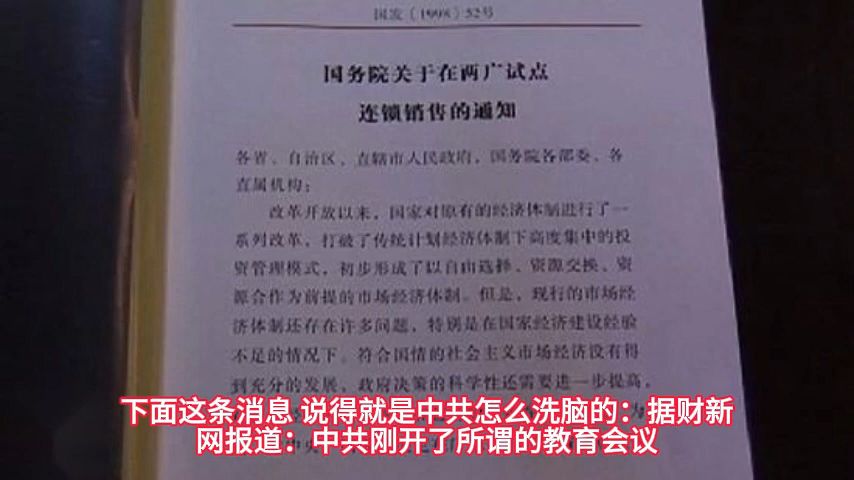 国发〔1998〕52号
国务院关于在两广试点
连锁销售的通知
各省、自治区、直辖市人民政府，国务院各部委、各
直属机构：
改革开放以来，国家对原有的经济体制进行了一
系列改革，打破了传统计划经济体制下高度集中的投
资管理模式，初步形成了以自由选择、资源交换、资
源合作为前提的市场经济体制。但是，现行的市场经
济体制还存在许多问题，特别是在国家经济建设经验
不足的情况下。符合国情的社会主义市场经济没有得
到充分的发展，政府决策的科学性还需要进一步提高，
下面这条消息 说得就是中共怎么洗脑的：据财新
网报道：中共刚开了所谓的教育会议